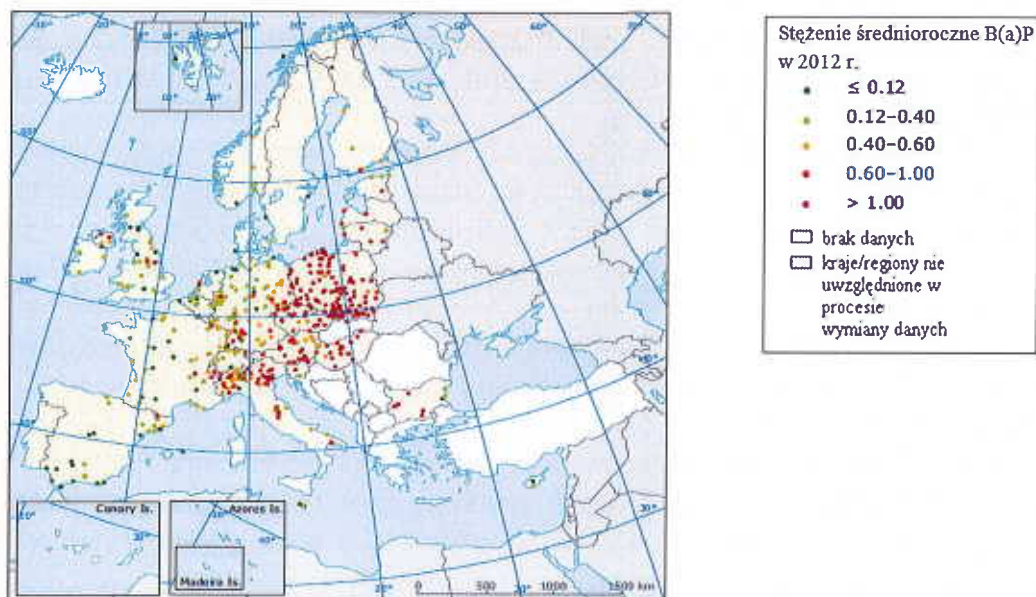 Stężenie średnioroczne B(a)P
w 2012 r.
≤ 0.12
0.12–0.40
0.40–0.60
0.60–1.00
> 1.00
brak danych
kraje/regiony nie
uwzględnione w
procesie
wymiany danych
Canary Is.
Azores Is.
Madeira Is.
0 500 1000 1500 km